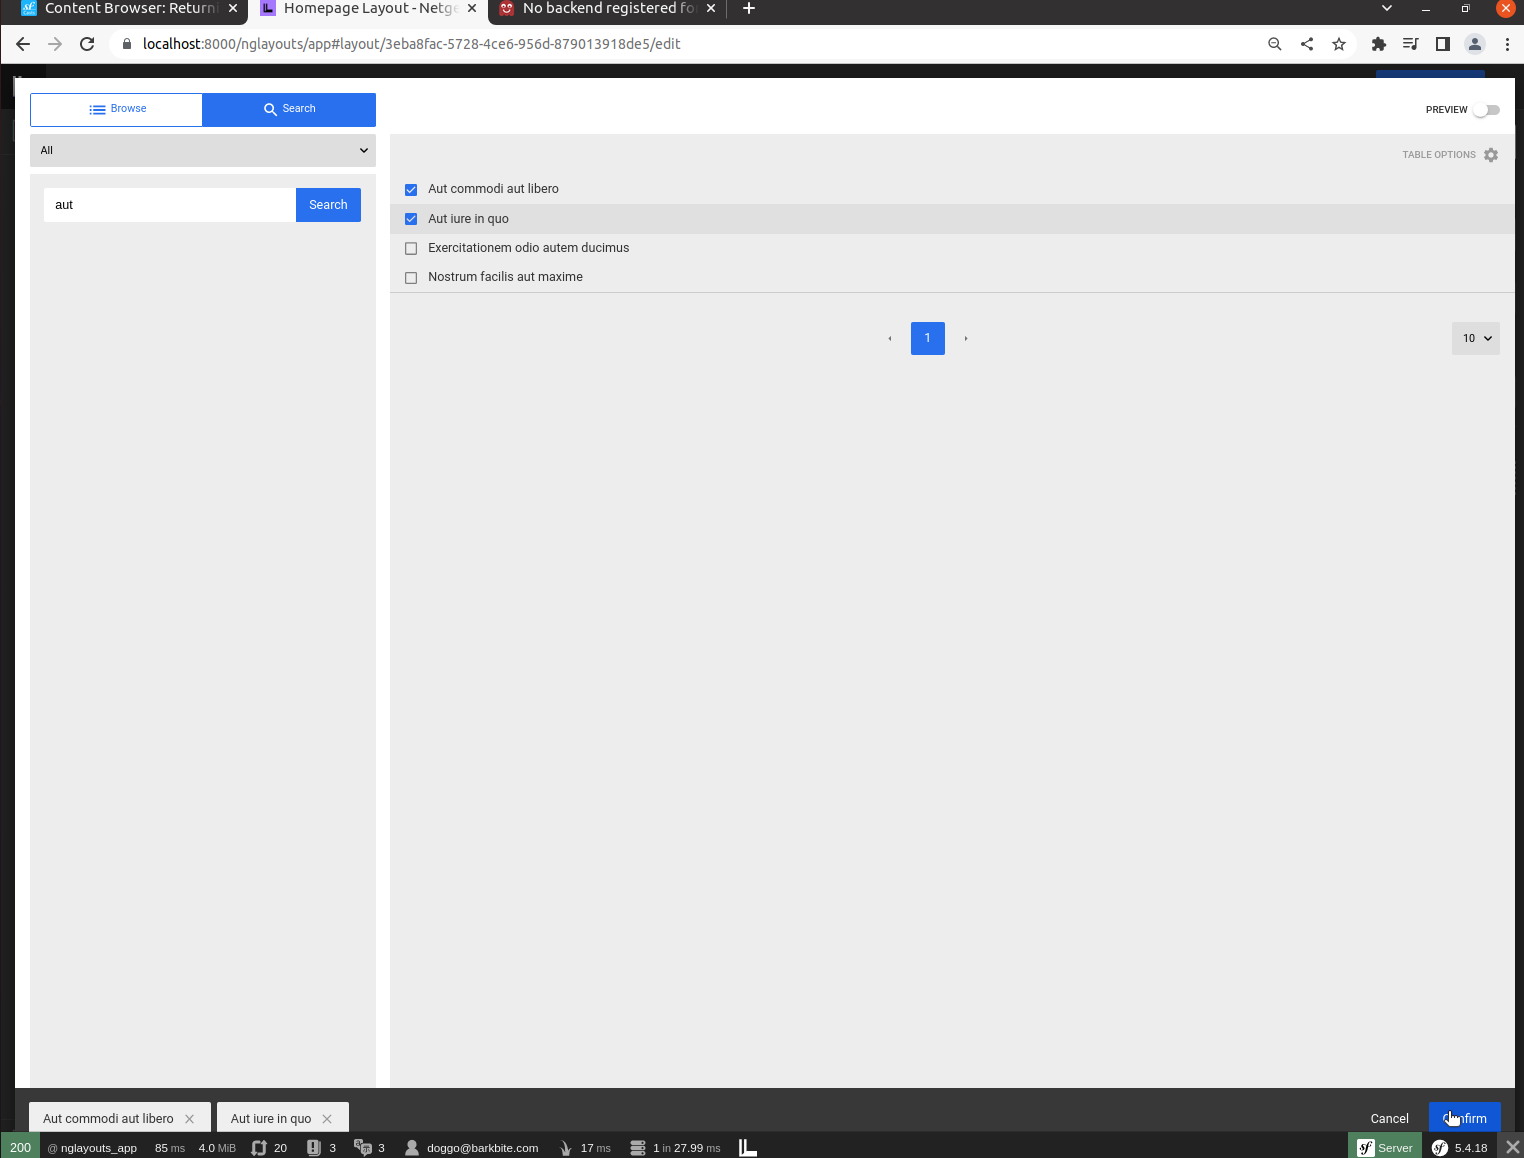 Content Browser: Return
Homepage Layout - Netge
No backend registered fo
localhost:8000/nglayouts/app#layout/3eba8fac-5728-4ce6-956d-879013918de5/edit
Browse
Search
PREVIEW
All
TABLE OPTIONS
aut
Search
Aut commodi aut libero
Aut iure in quo
Exercitationem odio autem ducimus
Nostrum facilis aut maxime
1
10
Aut commodi aut libero
Aut iure in quo
Cancel
Confirm
200 @ nglayouts_app 85 ms 4.0 MiB 20 3 3 doggo@barkbite.com 17 ms 1 in 27.99 ms Server 5.4.18